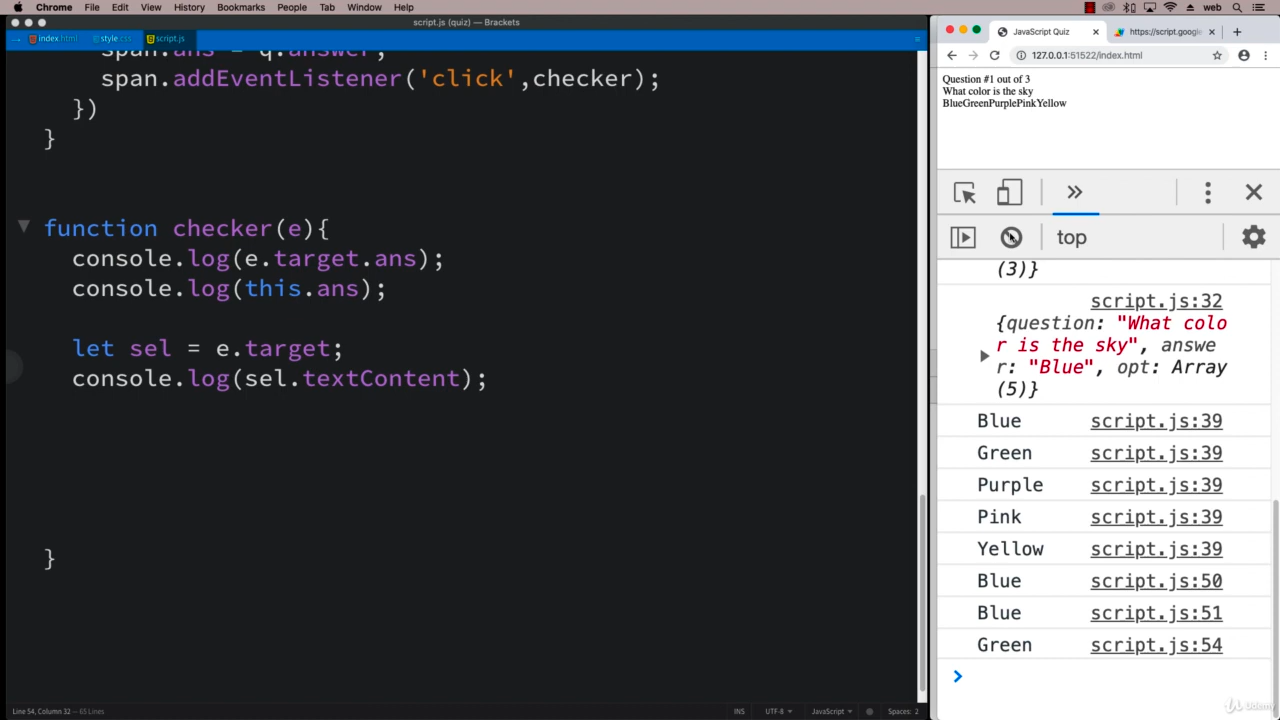 Chrome File Edit View History Bookmarks People Tab Window Help web
script.js (quiz) — Brackets
index.html style.css script.js
span.ans = q.answer;
span.addEventListener('click',checker);
})
}
function checker(e){
console.log(e.target.ans);
console.log(this.ans);
let sel = e.target;
console.log(sel.textContent);
}
Line 54, Column 32 — 65 Lines
INS UTF-8 JavaScript Spaces: 2
JavaScript Quiz https://script.google
127.0.0.1:51522/index.html
Question #1 out of 3
What color is the sky
BlueGreenPurplePinkYellow
top
(3)}
script.js:32
{question: "What colo
r is the sky", answe
r: "Blue", opt: Array
(5)}
Blue script.js:39
Green script.js:39
Purple script.js:39
Pink script.js:39
Yellow script.js:39
Blue script.js:50
Blue script.js:51
Green script.js:54
Udemy